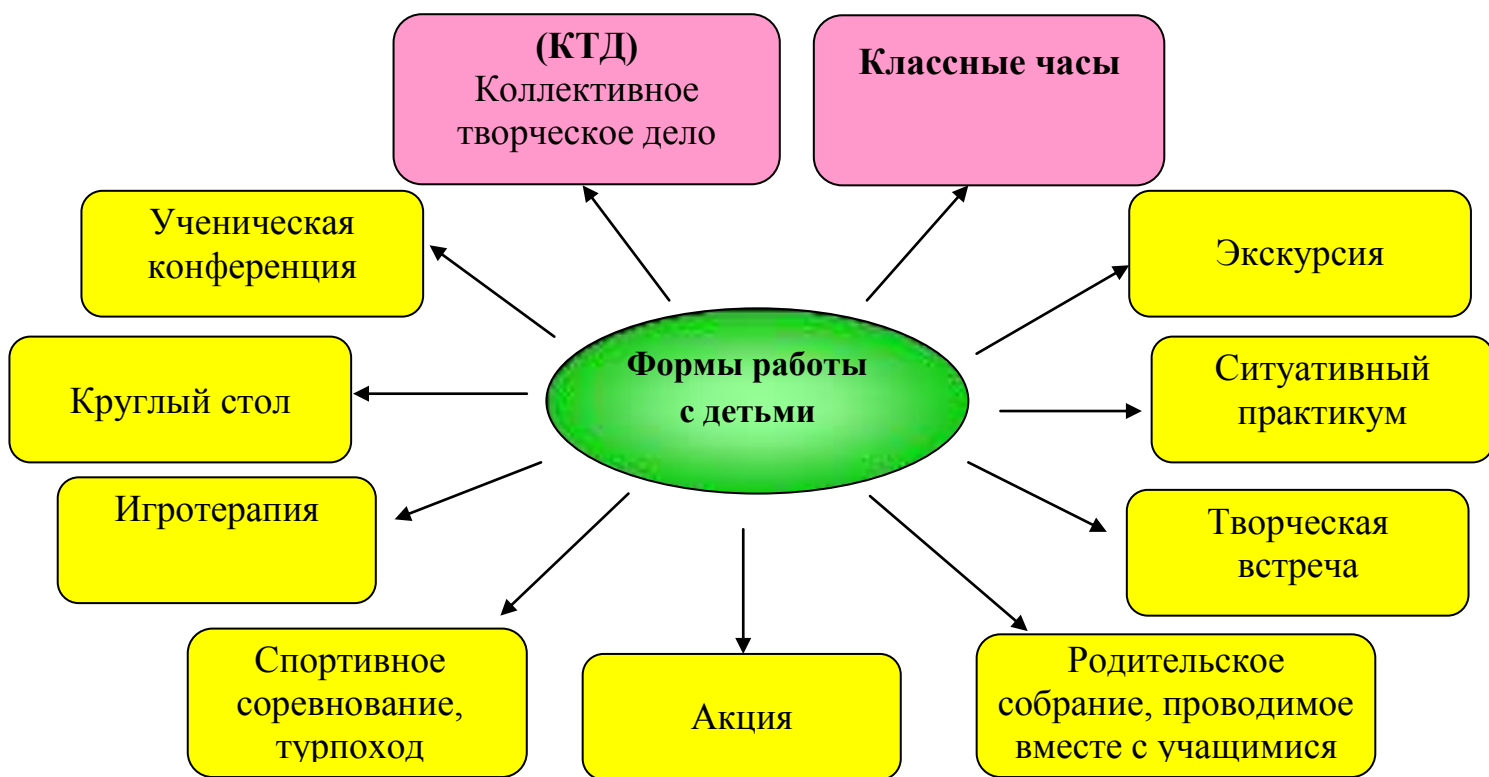 (КТД)
Коллективное
творческое дело
Классные часы
Ученическая
конференция
Экскурсия
Формы работы
с детьми
Круглый стол
Ситуативный
практикум
Игротерапия
Творческая
встреча
Спортивное
соревнование,
турпоход
Акция
Родительское
собрание, проводимое
вместе с учащимися